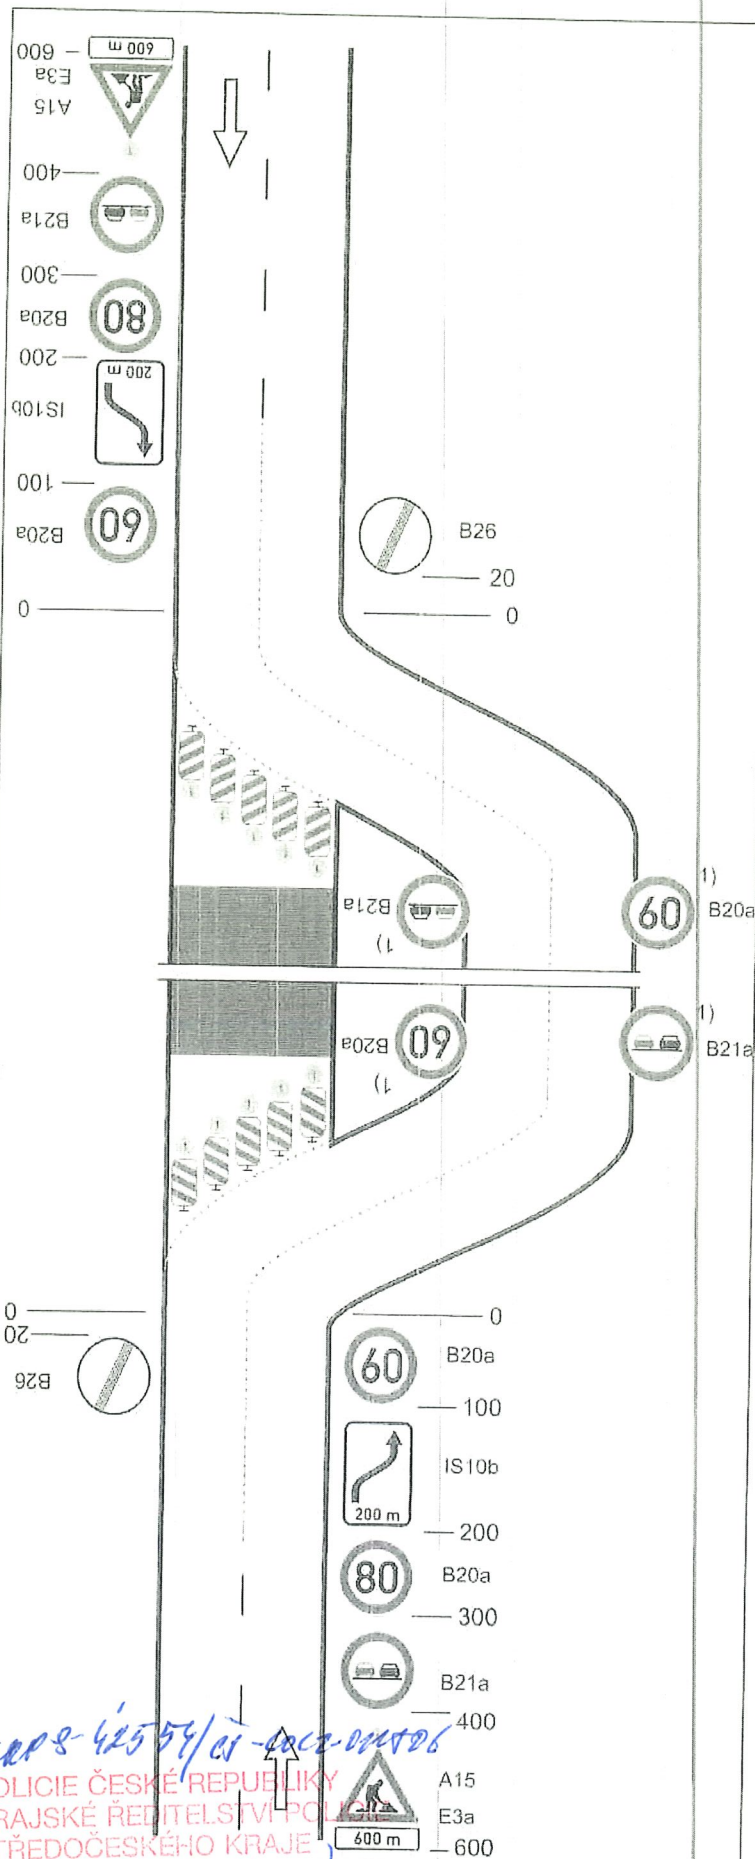 600 600 m
E3a
A15
400
B21a
300
B20a 80
200
200 m
IS10b
100
B20a 60
0
B26
20
0
B21a
1)
60
1)
B20a
B20a 60
1)
1)
B21a
0
20
B26
0
60 B20a
100
IS10b
200 m
200
80 B20a
300
B21a
400
A15
E3a
600 m
600
POLICIE ČESKÉ REPUBLIKY
KRAJSKÉ ŘEDITELSTVÍ POLICIE
STŘEDOČESKÉHO KRAJE